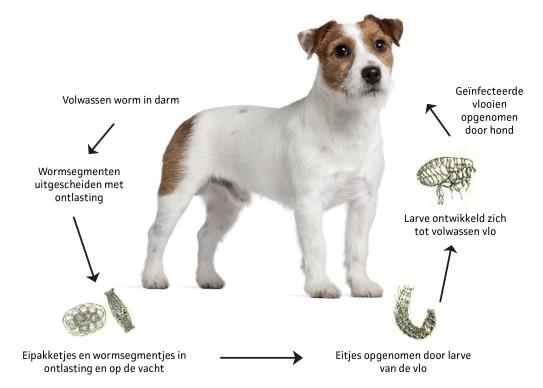 Volwassen worm in darm
Wormsegmenten
uitgescheiden met
ontlasting
Eipakketjes en wormsegmentjes in
ontlasting en op de vacht
Eitjes opgenomen door larve
van de vlo
Larve ontwikkeld zich
tot volwassen vlo
Geïnfecteerde
vlooien
opgenomen
door hond